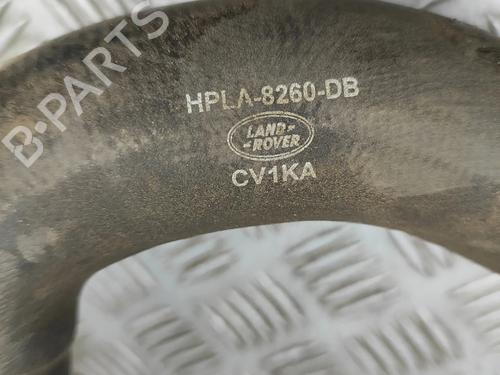 B-PARTS
HPLA-8260-DB
LAND-
-ROVER
CV1KA